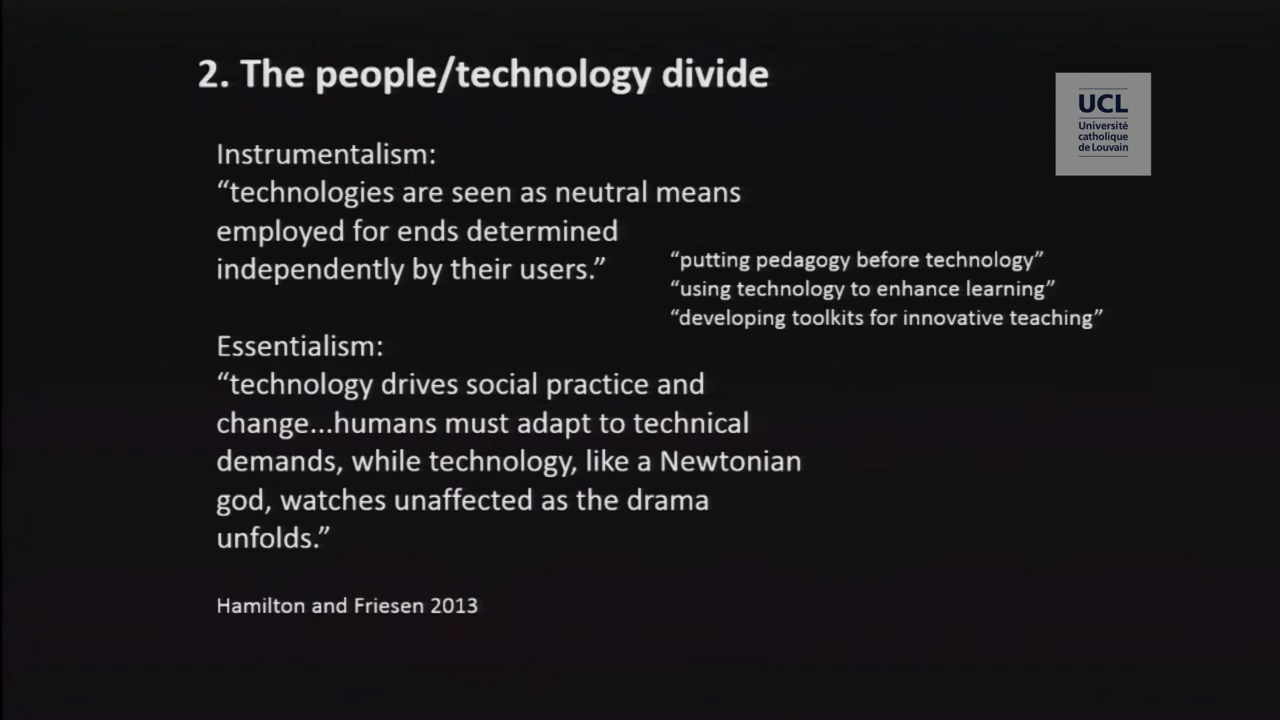 2. The people/technology divide
UCL
Université
catholique
de Louvain
Instrumentalism:
“technologies are seen as neutral means
employed for ends determined
independently by their users.”
“putting pedagogy before technology”
“using technology to enhance learning”
“developing toolkits for innovative teaching”
Essentialism:
“technology drives social practice and
change...humans must adapt to technical
demands, while technology, like a Newtonian
god, watches unaffected as the drama
unfolds.”
Hamilton and Friesen 2013